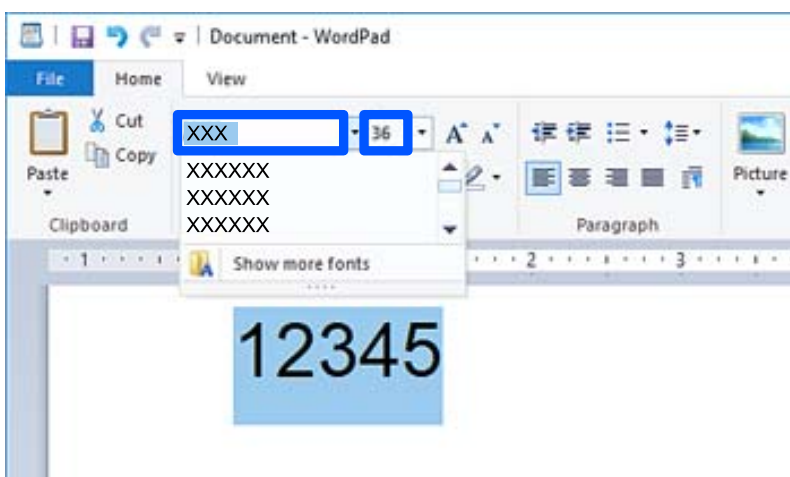 Document - WordPad
File Home View
Cut
Copy
Paste
Clipboard
XXX 36 A A
XXXXXX
XXXXXX
XXXXXX
Show more fonts
Paragraph
Picture
1 2 3
12345